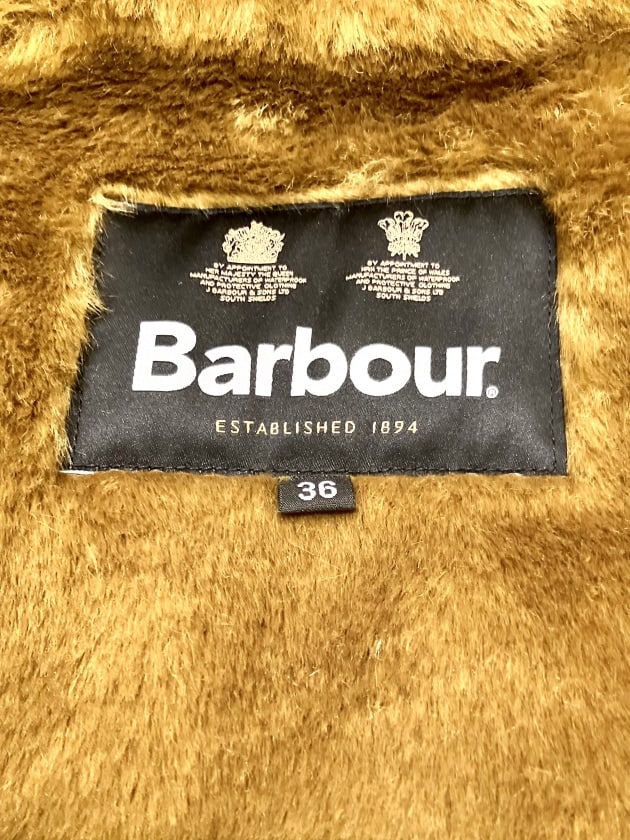 BY APPOINTMENT TO
HER MAJESTY THE QUEEN
MANUFACTURERS OF WATERPROOF
AND PROTECTIVE CLOTHING
J BARBOUR & SONS LTD
SOUTH SHIELDS
BY APPOINTMENT TO
HRH THE PRINCE OF WALES
MANUFACTURERS OF WATERPROOF
AND PROTECTIVE CLOTHING
J BARBOUR & SONS LTD
SOUTH SHIELDS
Barbour®
ESTABLISHED 1894
36